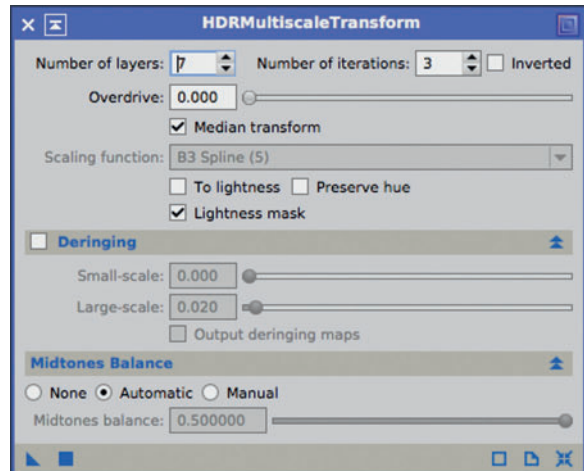 HDRMultiscaleTransform
Number of layers: 7 Number of iterations: 3 Inverted
Overdrive: 0.000
Median transform
Scaling function: B3 Spline (5)
To lightness Preserve hue
Lightness mask
Deringing
Small-scale: 0.000
Large-scale: 0.020
Output deringing maps
Midtones Balance
None Automatic Manual
Midtones balance: 0.500000